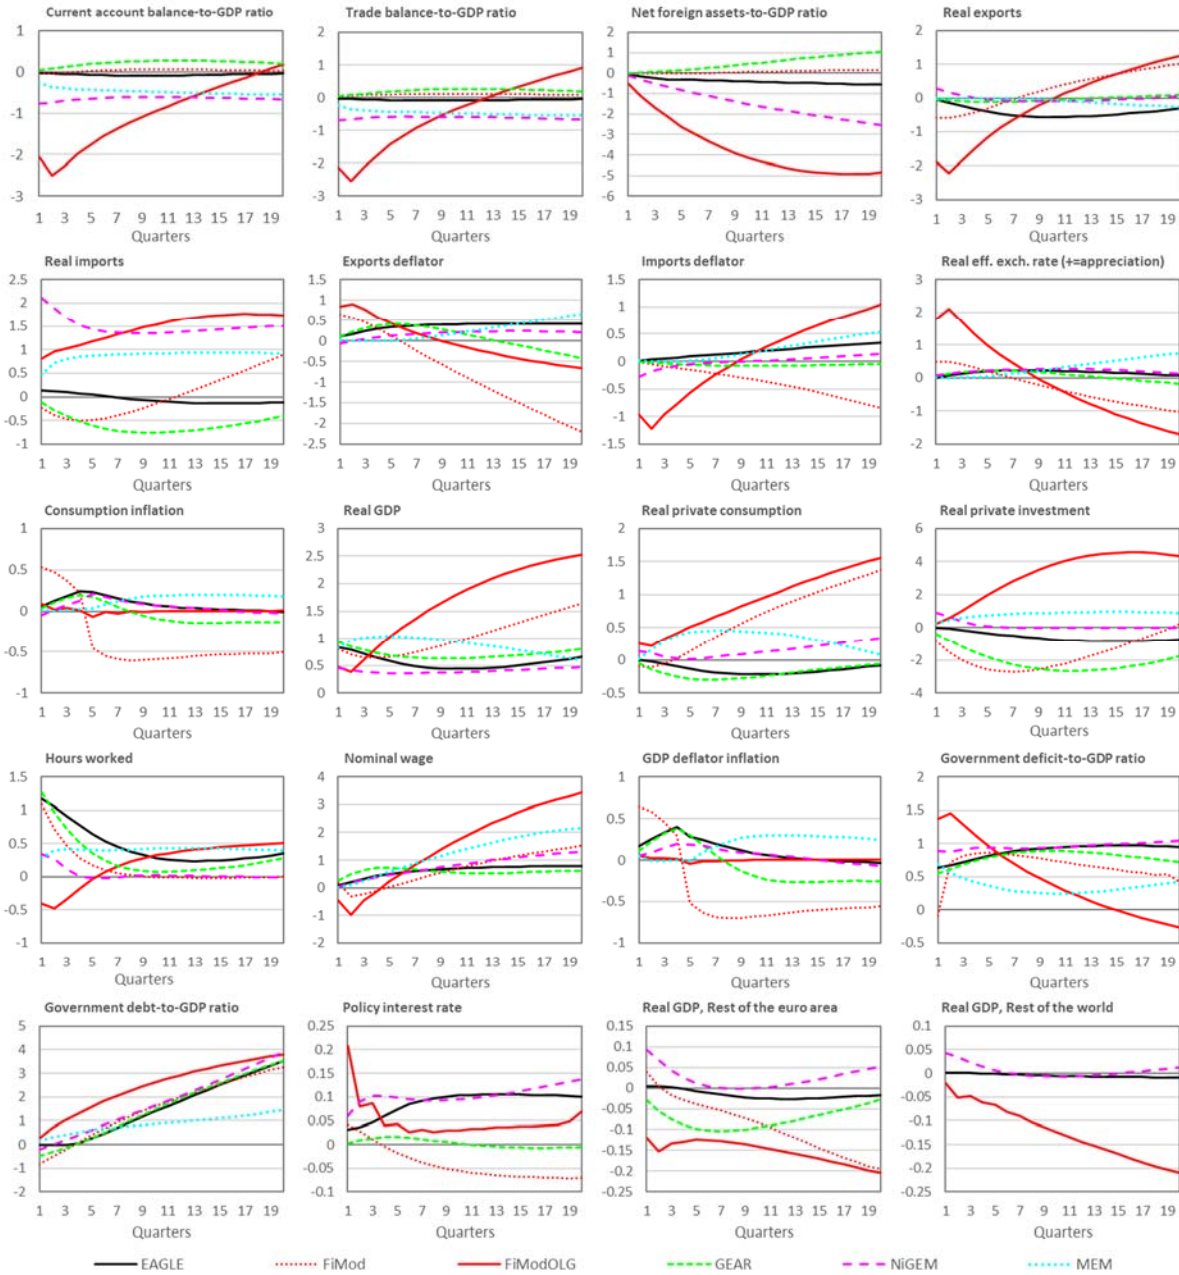 Current account balance-to-GDP ratio
1
0
-1
-2
-3
1 3 5 7 9 11 13 15 17 19
Quarters
Trade balance-to-GDP ratio
2
1
0
-1
-2
-3
1 3 5 7 9 11 13 15 17 19
Quarters
Net foreign assets-to-GDP ratio
2
1
0
-1
-2
-3
-4
-5
-6
1 3 5 7 9 11 13 15 17 19
Quarters
Real exports
2
1
0
-1
-2
-3
1 3 5 7 9 11 13 15 17 19
Quarters
Real imports
2.5
2
1.5
1
0.5
0
-0.5
-1
1 3 5 7 9 11 13 15 17 19
Quarters
Exports deflator
1.5
1
0.5
0
-0.5
-1
-1.5
-2
-2.5
1 3 5 7 9 11 13 15 17 19
Quarters
Imports deflator
1.5
1
0.5
0
-0.5
-1
-1.5
1 3 5 7 9 11 13 15 17 19
Quarters
Real eff. exch. rate (+=appreciation)
3
2
1
0
-1
-2
1 3 5 7 9 11 13 15 17 19
Quarters
Consumption inflation
1
0.5
0
-0.5
-1
1 3 5 7 9 11 13 15 17 19
Quarters
Real GDP
3
2.5
2
1.5
1
0.5
0
1 3 5 7 9 11 13 15 17 19
Quarters
Real private consumption
2
1.5
1
0.5
0
-0.5
1 3 5 7 9 11 13 15 17 19
Quarters
Real private investment
6
4
2
0
-2
-4
1 3 5 7 9 11 13 15 17 19
Quarters
Hours worked
1.5
1
0.5
0
-0.5
-1
1 3 5 7 9 11 13 15 17 19
Quarters
Nominal wage
4
3
2
1
0
-1
-2
1 3 5 7 9 11 13 15 17 19
Quarters
GDP deflator inflation
1
0.5
0
-0.5
-1
1 3 5 7 9 11 13 15 17 19
Quarters
Government deficit-to-GDP ratio
2
1.5
1
0.5
0
-0.5
1 3 5 7 9 11 13 15 17 19
Quarters
Government debt-to-GDP ratio
5
4
3
2
1
0
-1
-2
1 3 5 7 9 11 13 15 17 19
Quarters
Policy interest rate
0.25
0.2
0.15
0.1
0.05
0
0.05
-0.1
1 3 5 7 9 11 13 15 17 19
Quarters
Real GDP, Rest of the euro area
0.15
0.1
0.05
0
-0.05
-0.1
-0.15
-0.2
-0.25
1 3 5 7 9 11 13 15 17 19
Quarters
Real GDP, Rest of the world
0.1
0.05
0
-0.05
-0.1
-0.15
-0.2
-0.25
1 3 5 7 9 11 13 15 17 19
Quarters
EAGLE FiMod FiModOLG GEAR NiGEM MEM